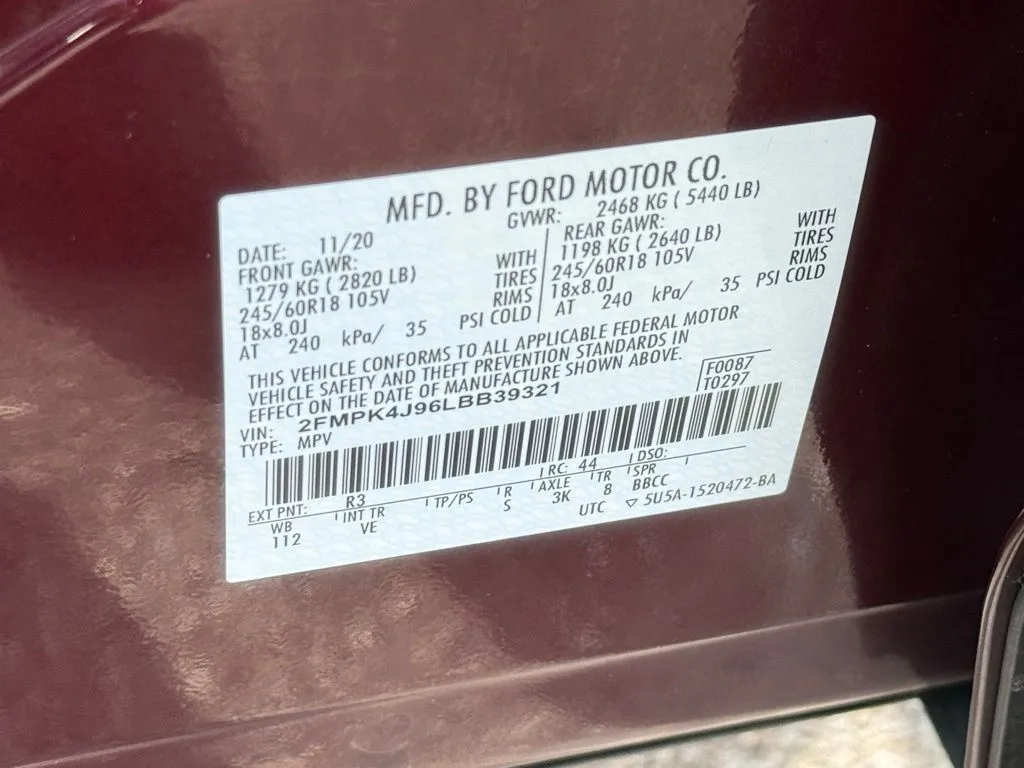 MFD. BY FORD MOTOR CO.
DATE: 11/20
GVWR: 2468 KG ( 5440 LB)
FRONT GAWR:
1279 KG ( 2820 LB) WITH
245/60R18 105V TIRES
18x8.0J RIMS
AT 240 kPa/ 35 PSI COLD
REAR GAWR:
1198 KG ( 2640 LB) WITH
245/60R18 105V TIRES
18x8.0J RIMS
AT 240 kPa/ 35 PSI COLD
THIS VEHICLE CONFORMS TO ALL APPLICABLE FEDERAL MOTOR
VEHICLE SAFETY AND THEFT PREVENTION STANDARDS IN
EFFECT ON THE DATE OF MANUFACTURE SHOWN ABOVE.
VIN: 2FMPK4J96LBB39321
TYPE: MPV
F0087
T0297
EXT PNT: R3 RC: 44 DSO:
WB INT TR TP/PS R AXLE TR SPR
112 VE S 3K 8 BBCC
UTC ▽ 5U5A-1520472-BA